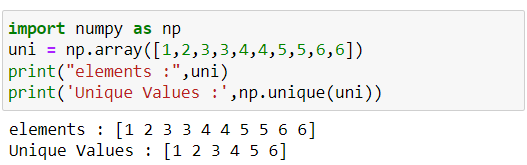 import numpy as np
uni = np.array([1,2,3,3,4,4,5,5,6,6])
print("elements :",uni)
print('Unique Values :',np.unique(uni))
elements : [1 2 3 3 4 4 5 5 6 6]
Unique Values : [1 2 3 4 5 6]